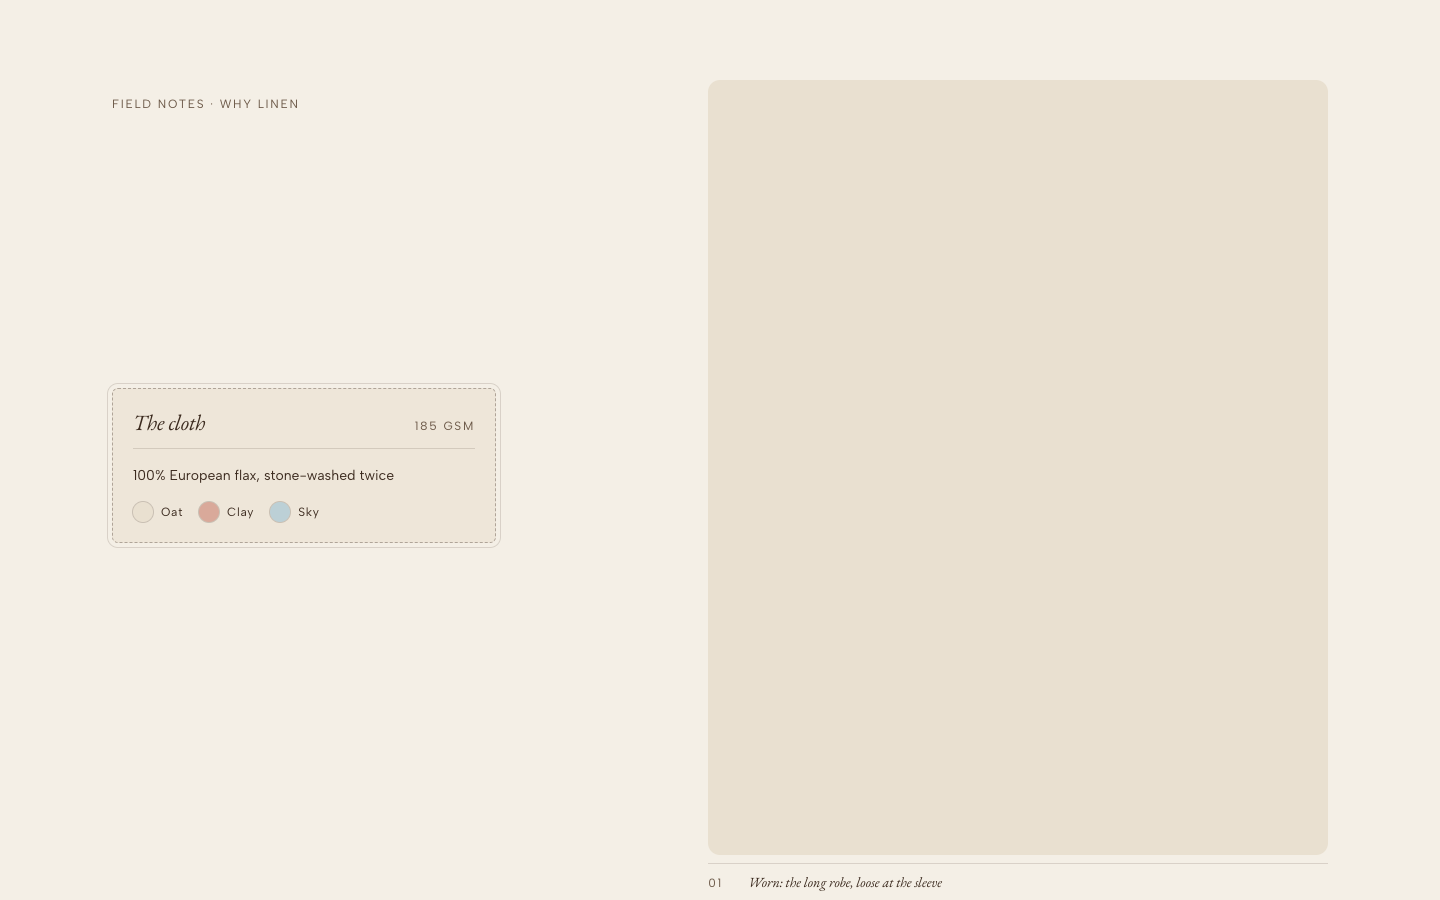 FIELD NOTES · WHY LINEN
The cloth
185 GSM
100% European flax, stone-washed twice
Oat
Clay
Sky
01
Worn: the long robe, loose at the sleeve